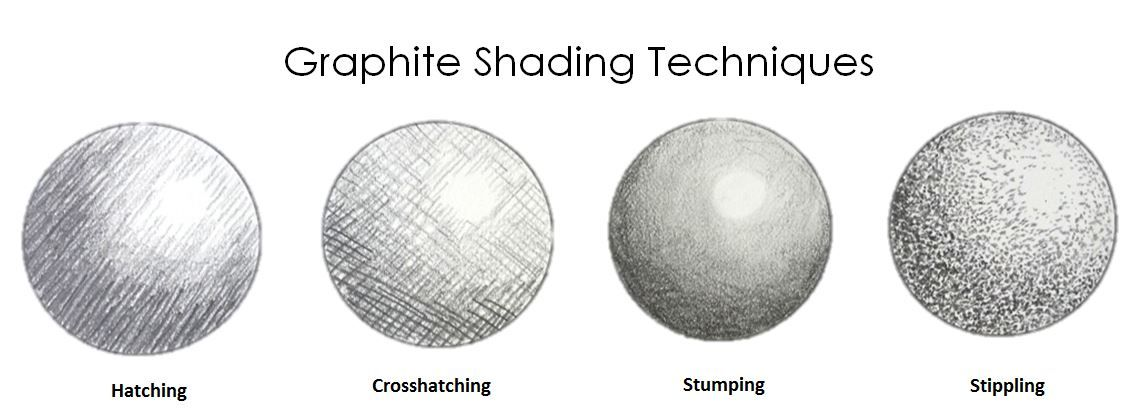 Graphite Shading Techniques
Hatching
Crosshatching
Stumping
Stippling